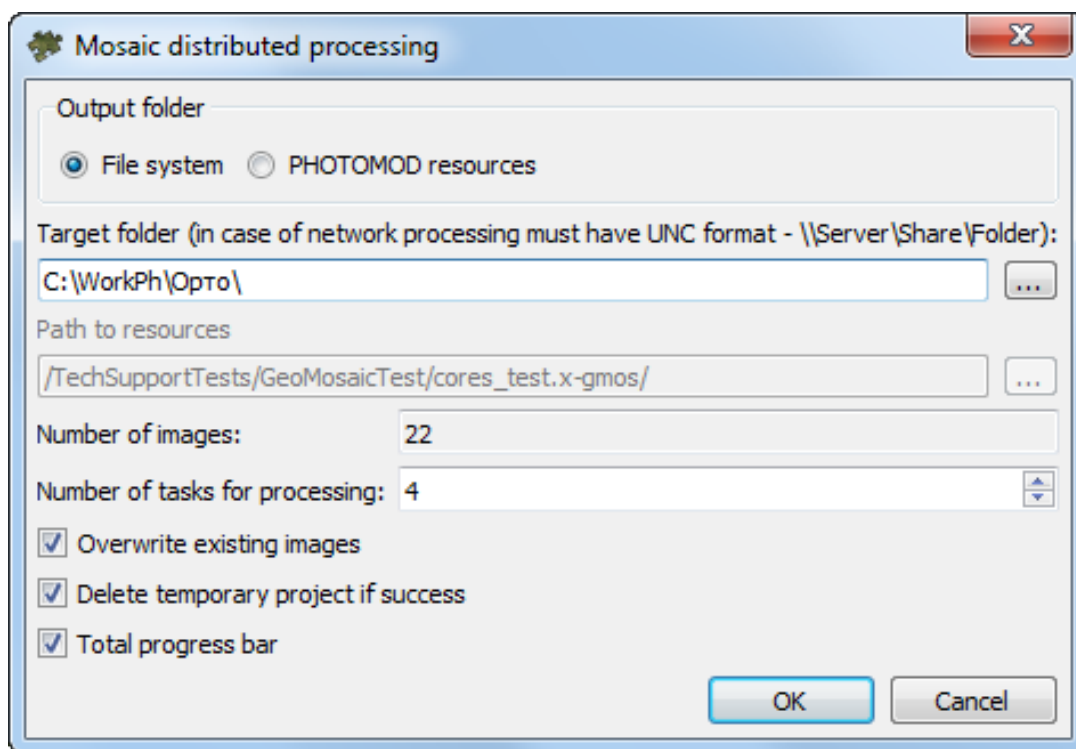 Mosaic distributed processing
Output folder
File system PHOTOMOD resources
Target folder (in case of network processing must have UNC format - \\Server\Share\Folder):
C:\WorkPh\Орто\
...
Path to resources
/TechSupportTests/GeoMosaicTest/cores_test.x-gmos/
...
Number of images: 22
Number of tasks for processing: 4
Overwrite existing images
Delete temporary project if success
Total progress bar
OK Cancel